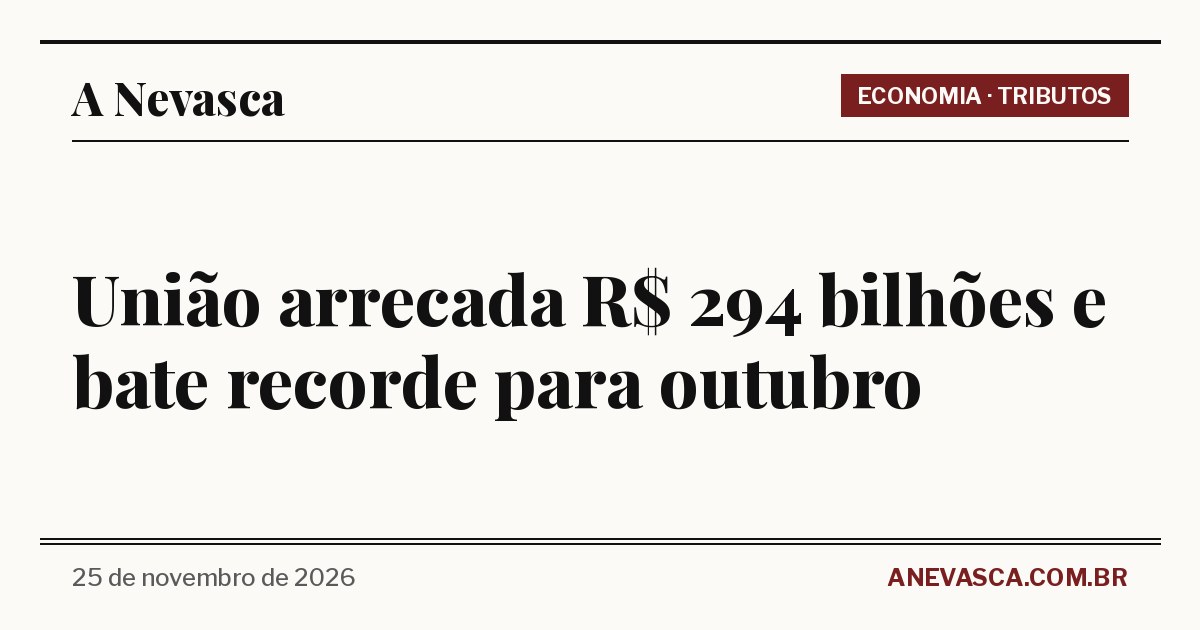 A Nevasca
ECONOMIA · TRIBUTOS
União arrecada R$ 294 bilhões e
bate recorde para outubro
25 de novembro de 2026
ANEVASCA.COM.BR